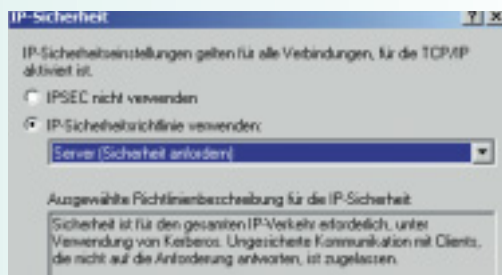 IP-Sicherheit
IP-Sicherheitseinstellungen gelten für alle Verbindungen, für die TCP/IP
aktiviert ist.
IPSEC nicht verwenden
IP-Sicherheitsrichtlinie verwenden:
Server (Sicherheit anfordern)
Ausgewählte Richtlinienbeschreibung für die IP-Sicherheit
Sicherheit ist für den gesamten IP-Verkehr erforderlich, unter
Verwendung von Kerberos. Ungesicherte Kommunikation mit Clients,
die nicht auf die Anforderung antworten, ist zugelassen.